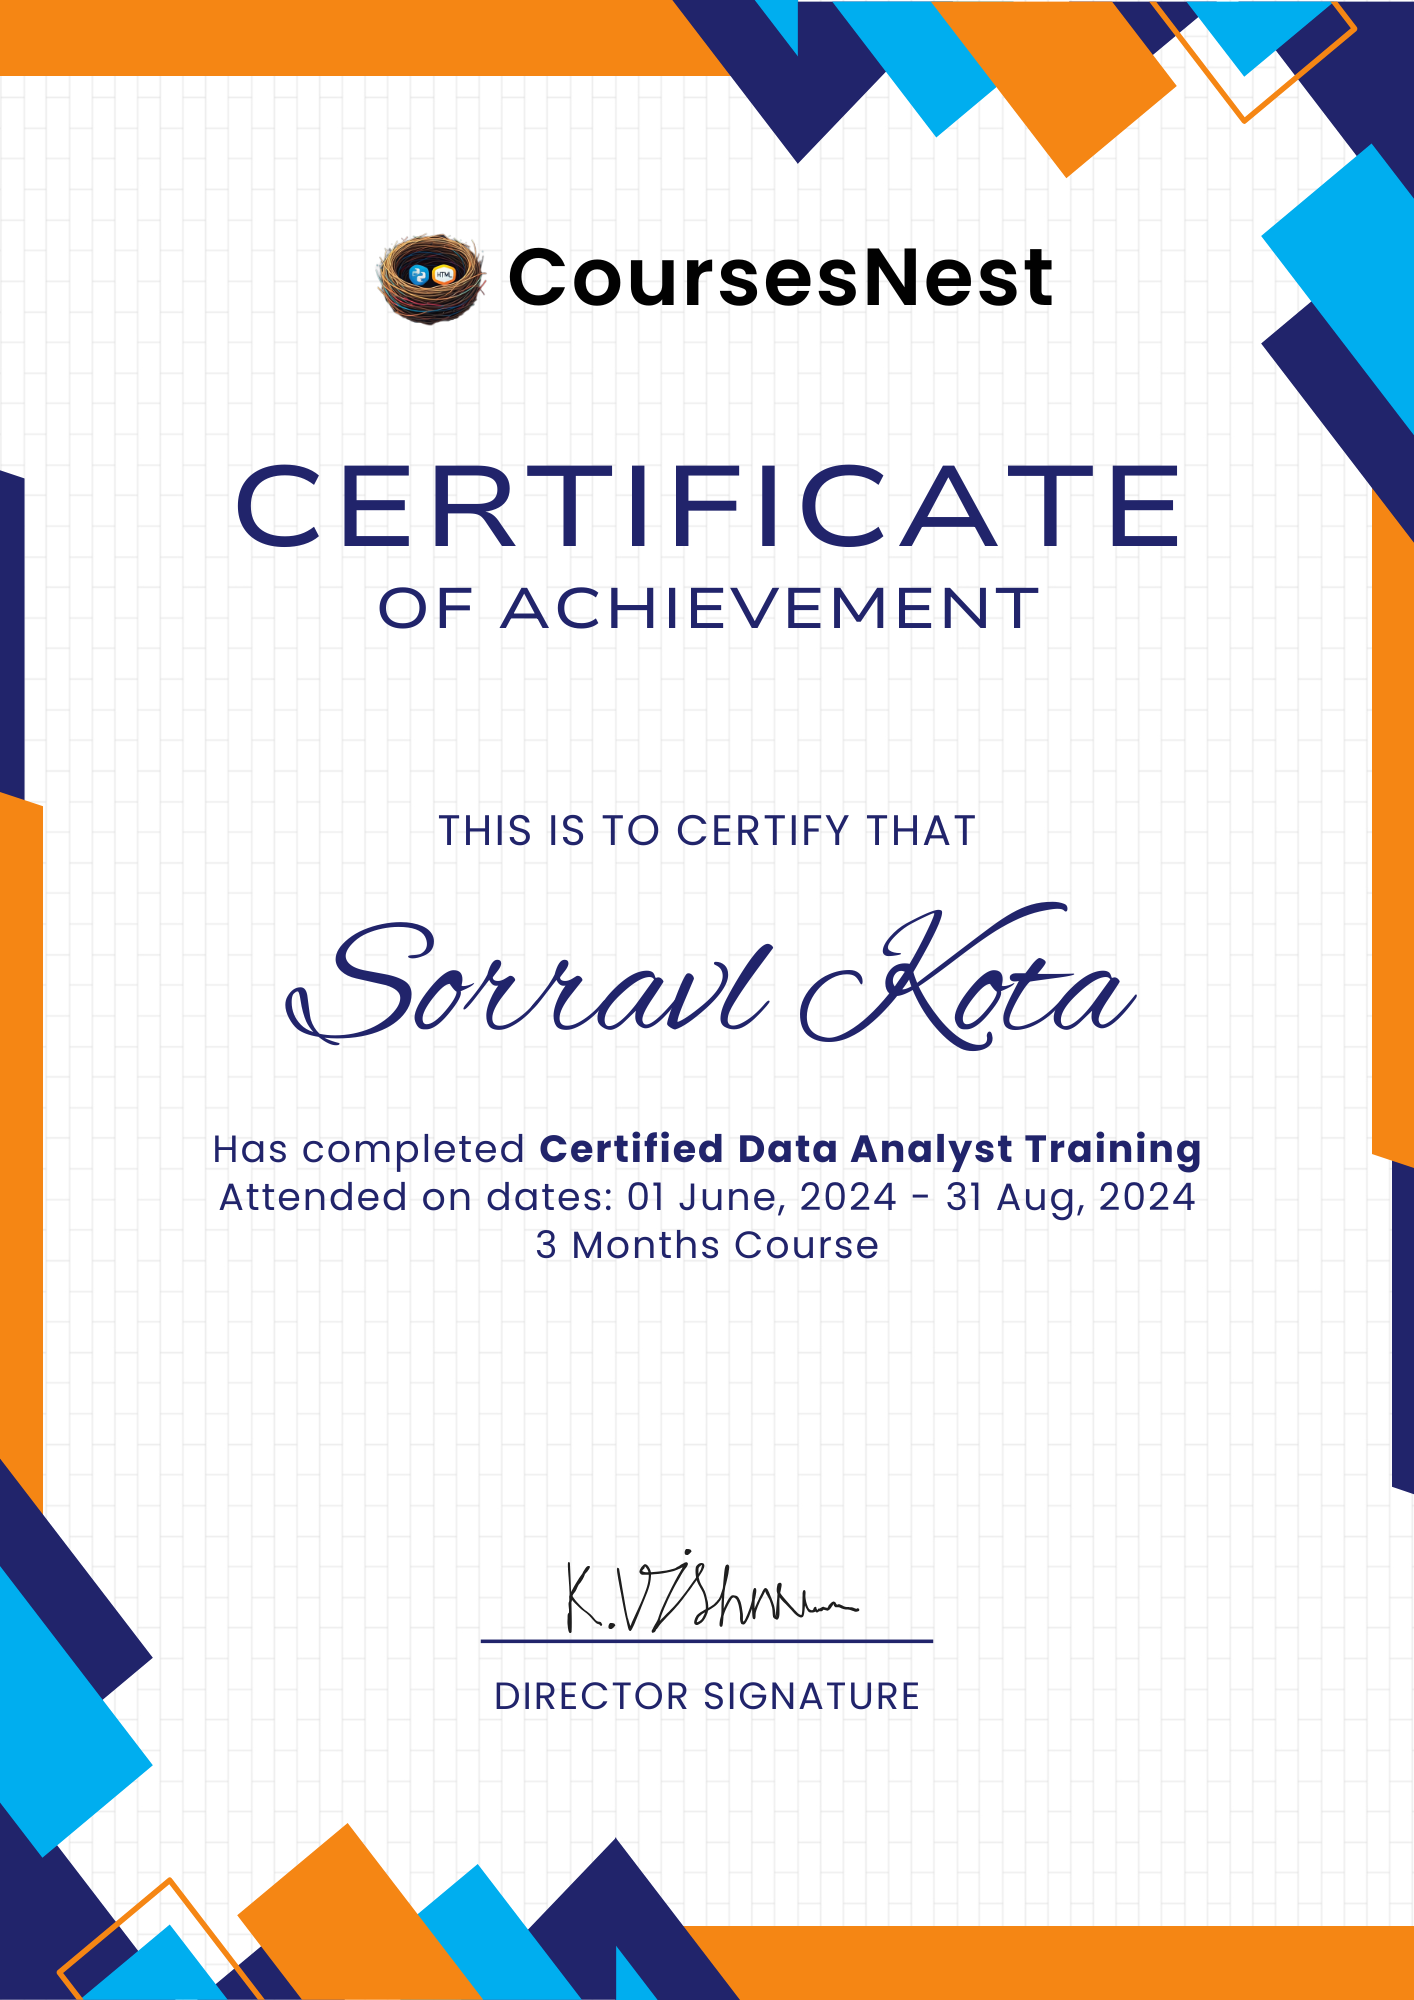 HTML
CoursesNest
CERTIFICATE
OF ACHIEVEMENT
THIS IS TO CERTIFY THAT
Sorravl Kota
Has completed Certified Data Analyst Training
Attended on dates: 01 June, 2024 - 31 Aug, 2024
3 Months Course
DIRECTOR SIGNATURE